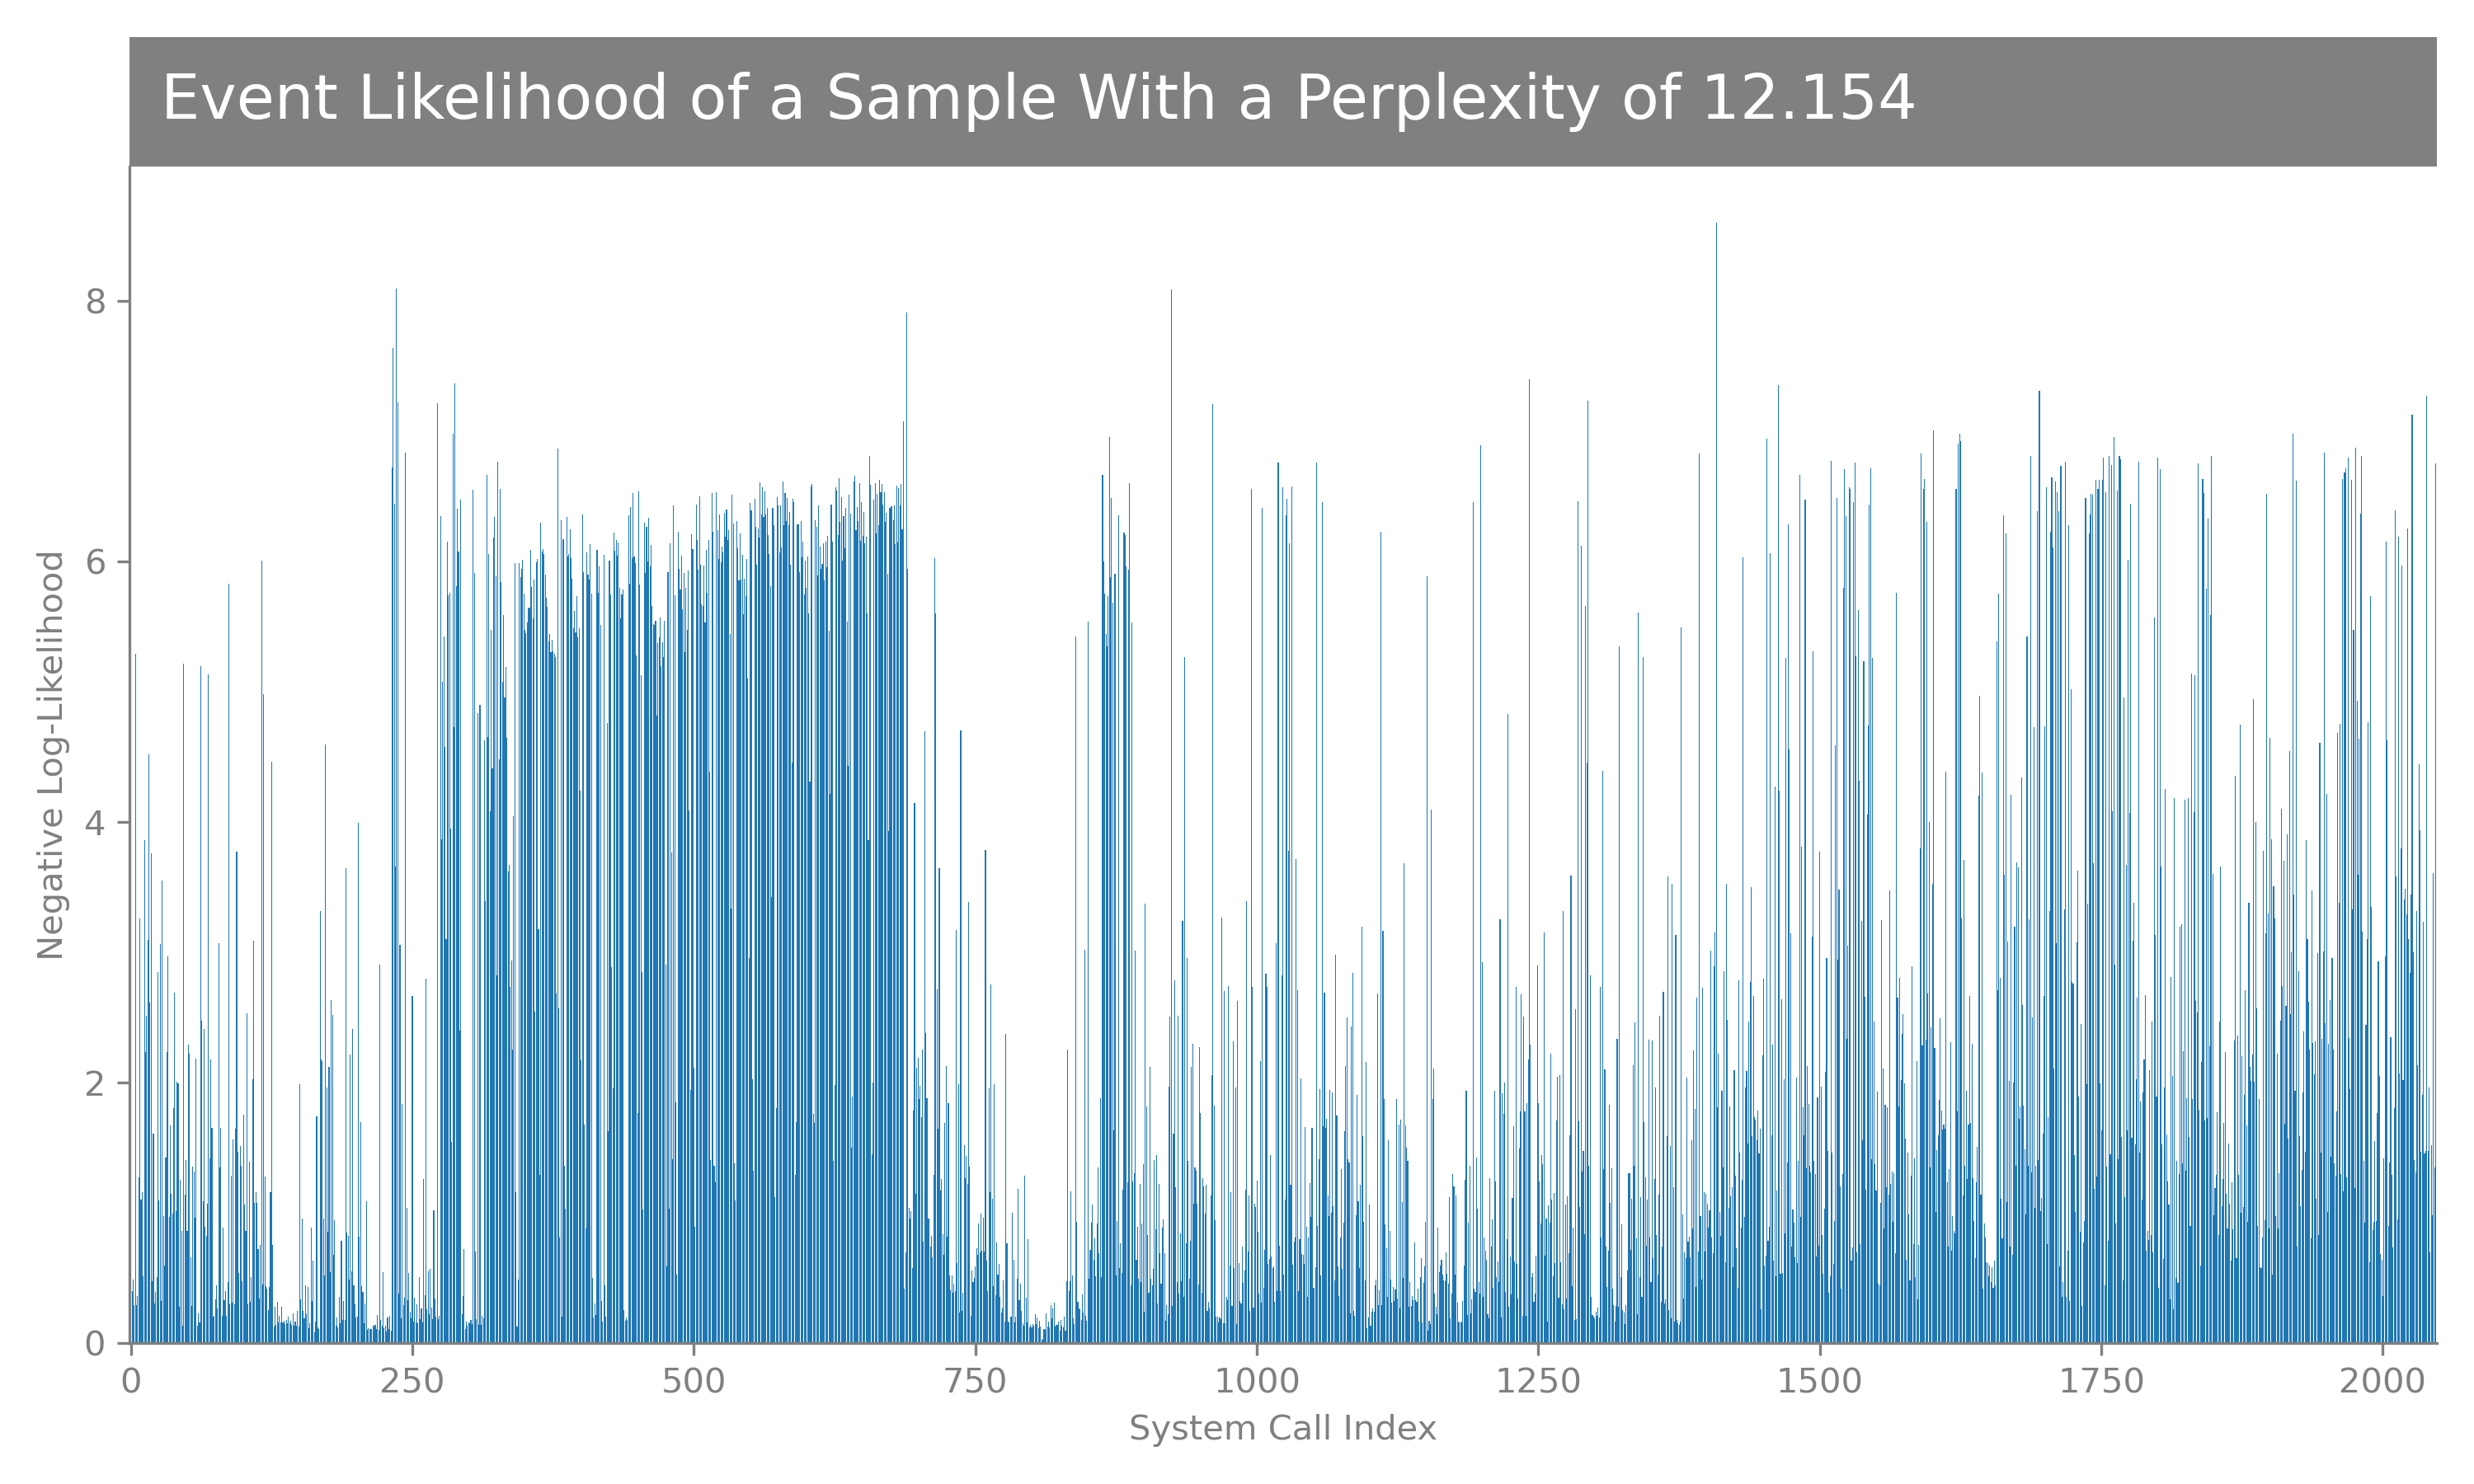 Event Likelihood of a Sample With a Perplexity of 12.154
8
6
4
2
0
Negative Log-Likelihood
0 250 500 750 1000 1250 1500 1750 2000
System Call Index